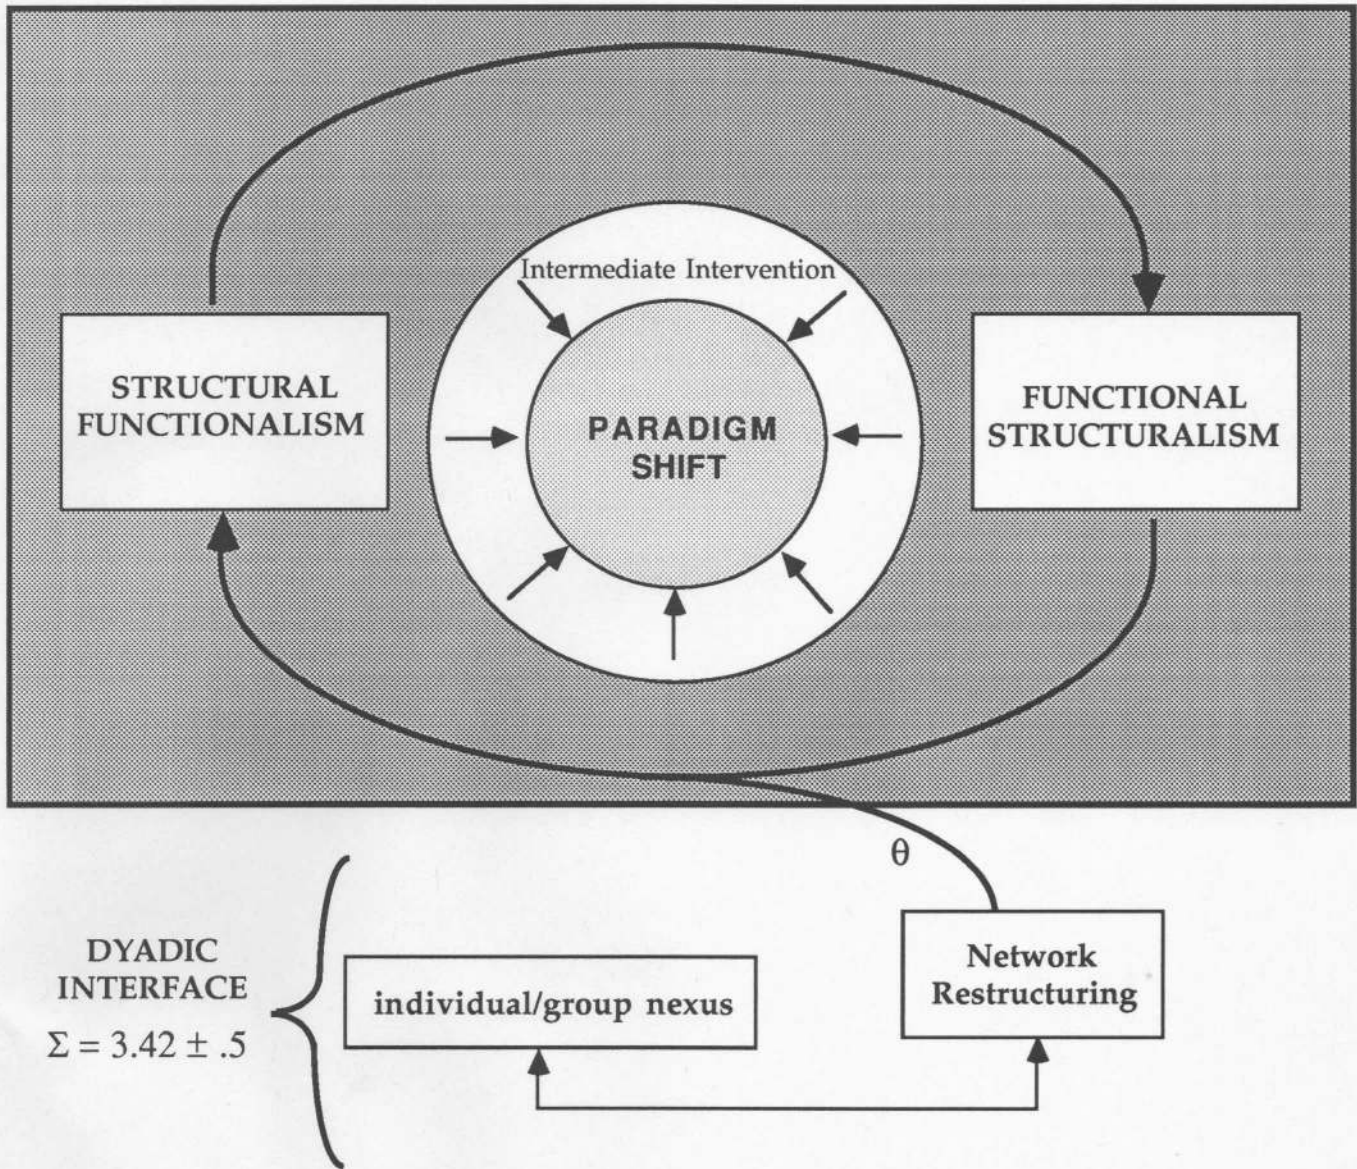 Intermediate Intervention
STRUCTURAL
FUNCTIONALISM
PARADIGM
SHIFT
FUNCTIONAL
STRUCTURALISM
θ
DYADIC
INTERFACE
Σ = 3.42 ± .5
individual/group nexus
Network
Restructuring